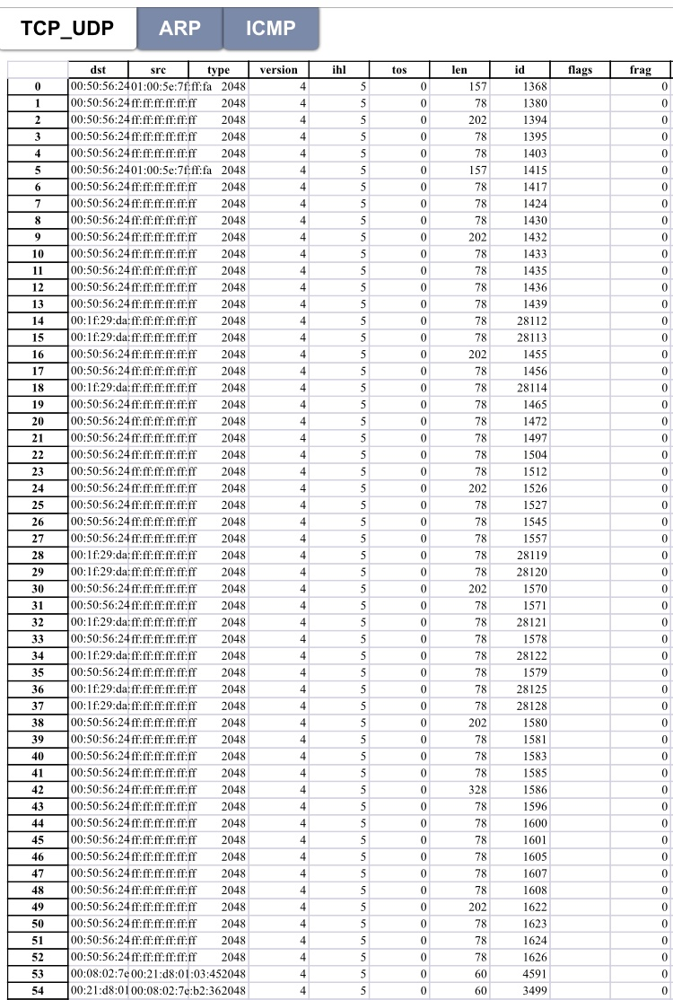 TCP_UDP ARP ICMP
dst src type version ihl tos len id flags frag
0 00:50:56:24 01:00:5e:7f:ff:fa 2048 4 5 0 157 1368 0
1 00:50:56:24 ff:ff:ff:ff:ff:ff 2048 4 5 0 78 1380 0
2 00:50:56:24 ff:ff:ff:ff:ff:ff 2048 4 5 0 202 1394 0
3 00:50:56:24 ff:ff:ff:ff:ff:ff 2048 4 5 0 78 1395 0
4 00:50:56:24 ff:ff:ff:ff:ff:ff 2048 4 5 0 78 1403 0
5 00:50:56:24 01:00:5e:7f:ff:fa 2048 4 5 0 157 1415 0
6 00:50:56:24 ff:ff:ff:ff:ff:ff 2048 4 5 0 78 1417 0
7 00:50:56:24 ff:ff:ff:ff:ff:ff 2048 4 5 0 78 1424 0
8 00:50:56:24 ff:ff:ff:ff:ff:ff 2048 4 5 0 78 1430 0
9 00:50:56:24 ff:ff:ff:ff:ff:ff 2048 4 5 0 202 1432 0
10 00:50:56:24 ff:ff:ff:ff:ff:ff 2048 4 5 0 78 1433 0
11 00:50:56:24 ff:ff:ff:ff:ff:ff 2048 4 5 0 78 1435 0
12 00:50:56:24 ff:ff:ff:ff:ff:ff 2048 4 5 0 78 1436 0
13 00:50:56:24 ff:ff:ff:ff:ff:ff 2048 4 5 0 78 1439 0
14 00:1f:29:da: ff:ff:ff:ff:ff:ff 2048 4 5 0 78 28112 0
15 00:1f:29:da: ff:ff:ff:ff:ff:ff 2048 4 5 0 78 28113 0
16 00:50:56:24 ff:ff:ff:ff:ff:ff 2048 4 5 0 202 1455 0
17 00:50:56:24 ff:ff:ff:ff:ff:ff 2048 4 5 0 78 1456 0
18 00:1f:29:da: ff:ff:ff:ff:ff:ff 2048 4 5 0 78 28114 0
19 00:50:56:24 ff:ff:ff:ff:ff:ff 2048 4 5 0 78 1465 0
20 00:50:56:24 ff:ff:ff:ff:ff:ff 2048 4 5 0 78 1472 0
21 00:50:56:24 ff:ff:ff:ff:ff:ff 2048 4 5 0 78 1497 0
22 00:50:56:24 ff:ff:ff:ff:ff:ff 2048 4 5 0 78 1504 0
23 00:50:56:24 ff:ff:ff:ff:ff:ff 2048 4 5 0 78 1512 0
24 00:50:56:24 ff:ff:ff:ff:ff:ff 2048 4 5 0 202 1526 0
25 00:50:56:24 ff:ff:ff:ff:ff:ff 2048 4 5 0 78 1527 0
26 00:50:56:24 ff:ff:ff:ff:ff:ff 2048 4 5 0 78 1545 0
27 00:50:56:24 ff:ff:ff:ff:ff:ff 2048 4 5 0 78 1557 0
28 00:1f:29:da: ff:ff:ff:ff:ff:ff 2048 4 5 0 78 28119 0
29 00:1f:29:da: ff:ff:ff:ff:ff:ff 2048 4 5 0 78 28120 0
30 00:50:56:24 ff:ff:ff:ff:ff:ff 2048 4 5 0 202 1570 0
31 00:50:56:24 ff:ff:ff:ff:ff:ff 2048 4 5 0 78 1571 0
32 00:1f:29:da: ff:ff:ff:ff:ff:ff 2048 4 5 0 78 28121 0
33 00:50:56:24 ff:ff:ff:ff:ff:ff 2048 4 5 0 78 1578 0
34 00:1f:29:da: ff:ff:ff:ff:ff:ff 2048 4 5 0 78 28122 0
35 00:50:56:24 ff:ff:ff:ff:ff:ff 2048 4 5 0 78 1579 0
36 00:1f:29:da: ff:ff:ff:ff:ff:ff 2048 4 5 0 78 28125 0
37 00:1f:29:da: ff:ff:ff:ff:ff:ff 2048 4 5 0 78 28128 0
38 00:50:56:24 ff:ff:ff:ff:ff:ff 2048 4 5 0 202 1580 0
39 00:50:56:24 ff:ff:ff:ff:ff:ff 2048 4 5 0 78 1581 0
40 00:50:56:24 ff:ff:ff:ff:ff:ff 2048 4 5 0 78 1583 0
41 00:50:56:24 ff:ff:ff:ff:ff:ff 2048 4 5 0 78 1585 0
42 00:50:56:24 ff:ff:ff:ff:ff:ff 2048 4 5 0 328 1586 0
43 00:50:56:24 ff:ff:ff:ff:ff:ff 2048 4 5 0 78 1596 0
44 00:50:56:24 ff:ff:ff:ff:ff:ff 2048 4 5 0 78 1600 0
45 00:50:56:24 ff:ff:ff:ff:ff:ff 2048 4 5 0 78 1601 0
46 00:50:56:24 ff:ff:ff:ff:ff:ff 2048 4 5 0 78 1605 0
47 00:50:56:24 ff:ff:ff:ff:ff:ff 2048 4 5 0 78 1607 0
48 00:50:56:24 ff:ff:ff:ff:ff:ff 2048 4 5 0 78 1608 0
49 00:50:56:24 ff:ff:ff:ff:ff:ff 2048 4 5 0 202 1622 0
50 00:50:56:24 ff:ff:ff:ff:ff:ff 2048 4 5 0 78 1623 0
51 00:50:56:24 ff:ff:ff:ff:ff:ff 2048 4 5 0 78 1624 0
52 00:50:56:24 ff:ff:ff:ff:ff:ff 2048 4 5 0 78 1626 0
53 00:08:02:7e 00:21:d8:01:03:45 2048 4 5 0 60 4591 0
54 00:21:d8:01 00:08:02:7e:b2:36 2048 4 5 0 60 3499 0